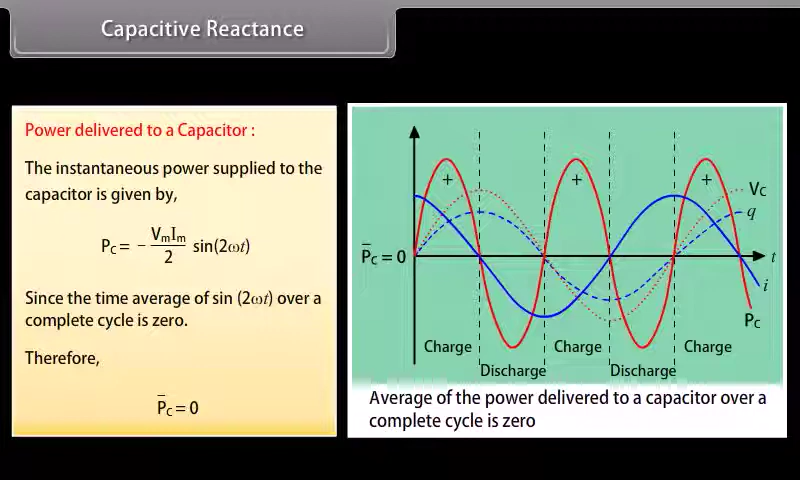 Capacitive Reactance
Power delivered to a Capacitor :
The instantaneous power supplied to the
capacitor is given by,
P_C = − V_mI_m/2 sin(2ωt)
Since the time average of sin (2ωt) over a
complete cycle is zero.
Therefore,
P̄_C = 0
+ + +
V_C
q
P̄_C = 0
t
i
P_C
Charge Charge Charge
Discharge Discharge
Average of the power delivered to a capacitor over a
complete cycle is zero